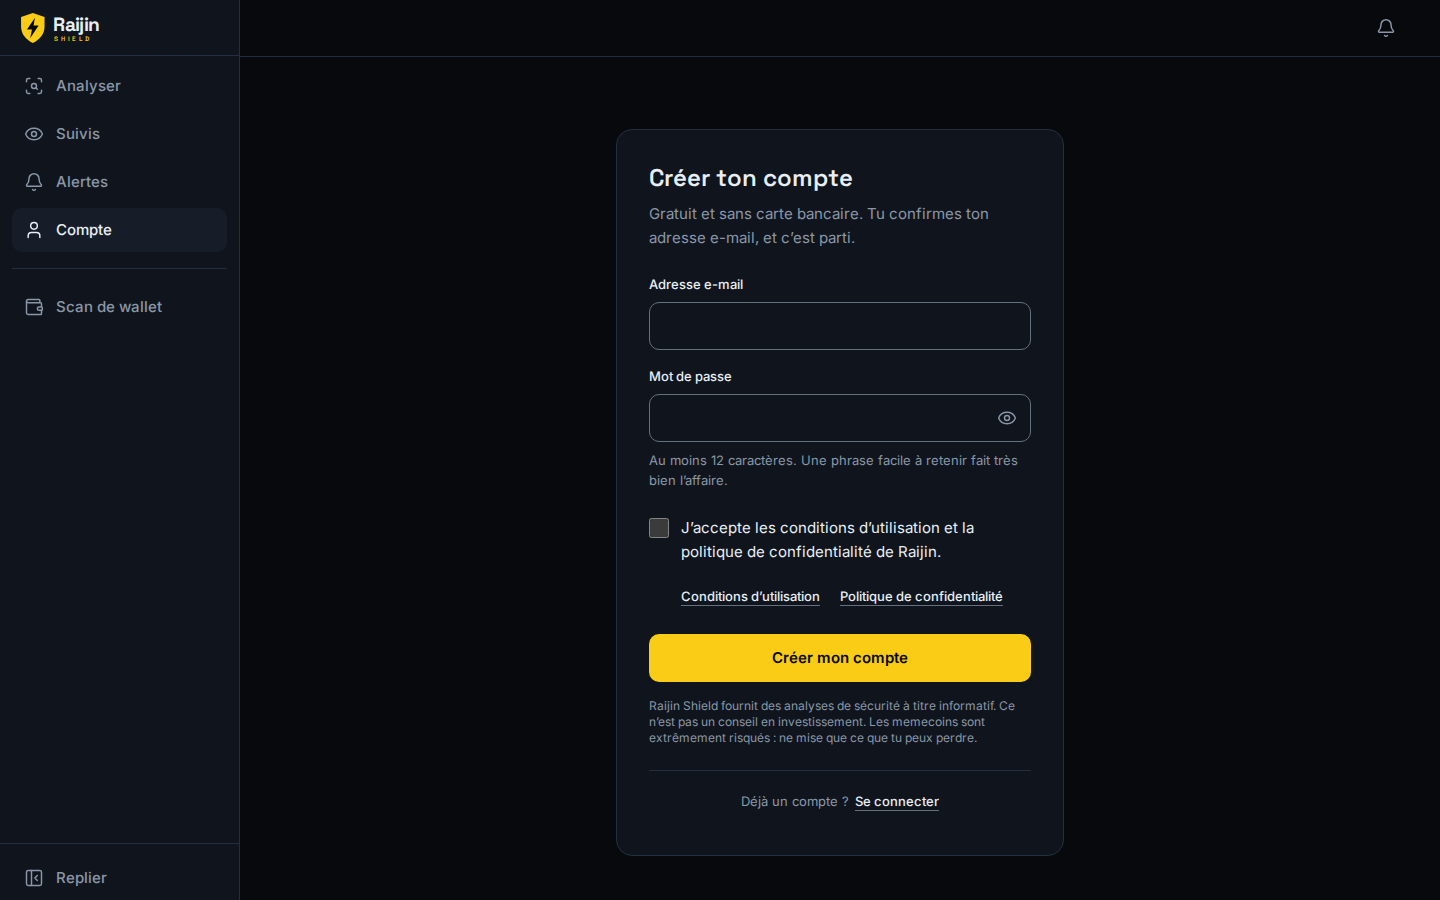 Raijin
SHIELD
Analyser
Suivis
Alertes
Compte
Scan de wallet
Replier
Créer ton compte
Gratuit et sans carte bancaire. Tu confirmes ton
adresse e-mail, et c’est parti.
Adresse e-mail
Mot de passe
Au moins 12 caractères. Une phrase facile à retenir fait très
bien l’affaire.
J’accepte les conditions d’utilisation et la
politique de confidentialité de Raijin.
Conditions d’utilisation Politique de confidentialité
Créer mon compte
Raijin Shield fournit des analyses de sécurité à titre informatif. Ce
n’est pas un conseil en investissement. Les memecoins sont
extrêmement risqués : ne mise que ce que tu peux perdre.
Déjà un compte ? Se connecter